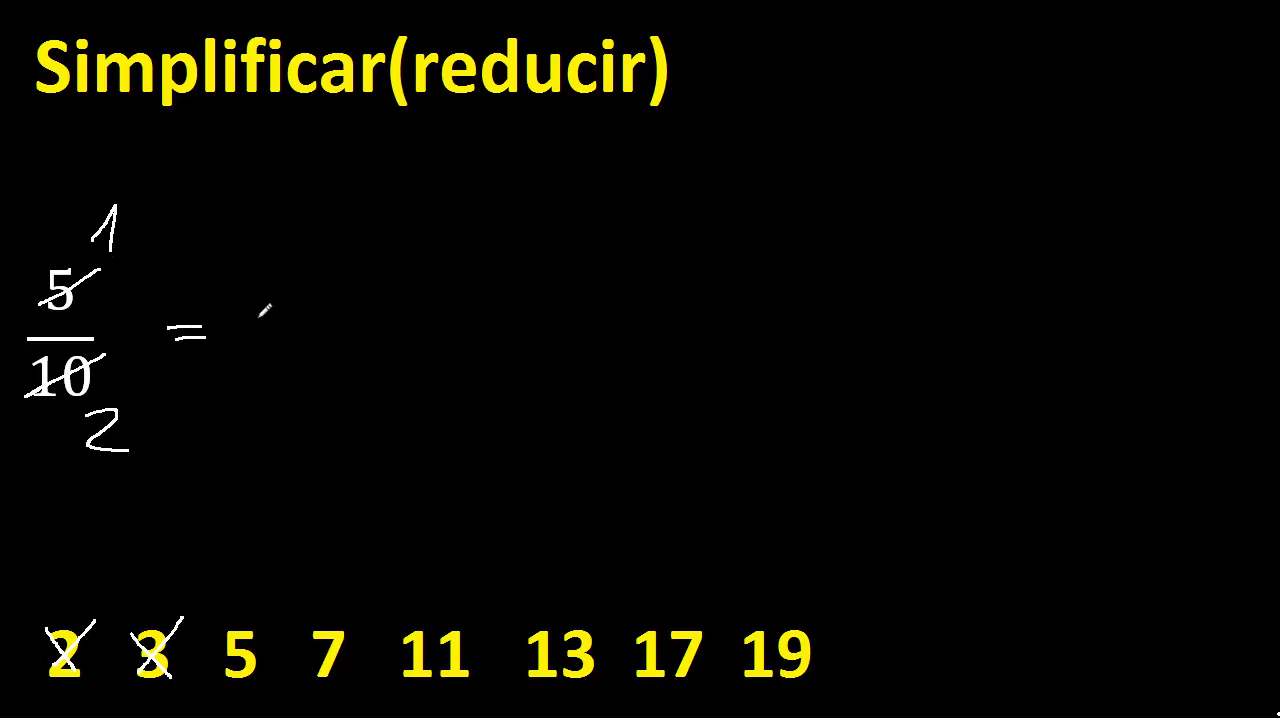 Simplificar(reducir)
1
5
10
=
2
2 3 5 7 11 13 17 19